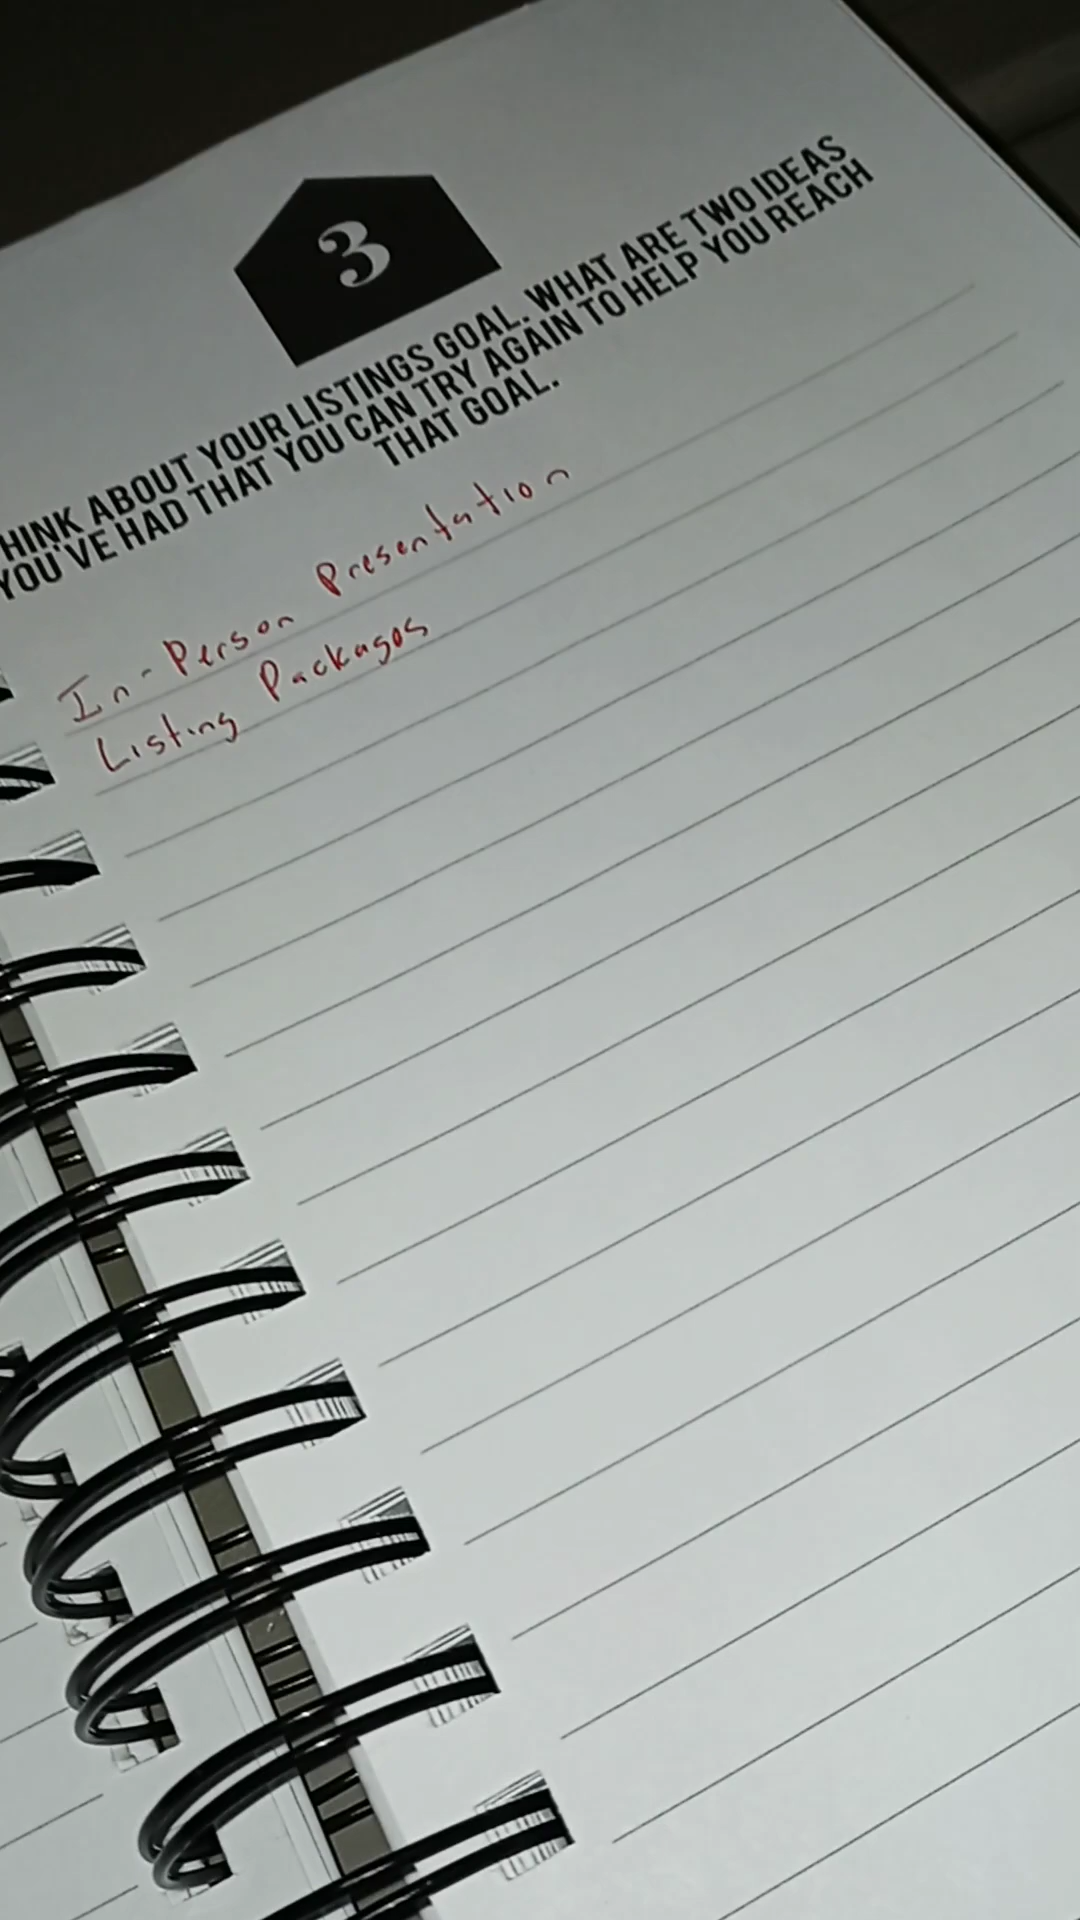 3
THINK ABOUT YOUR LISTINGS GOAL. WHAT ARE TWO IDEAS
YOU'VE HAD THAT YOU CAN TRY AGAIN TO HELP YOU REACH
THAT GOAL.
In-Person Presentation
Listing Packages